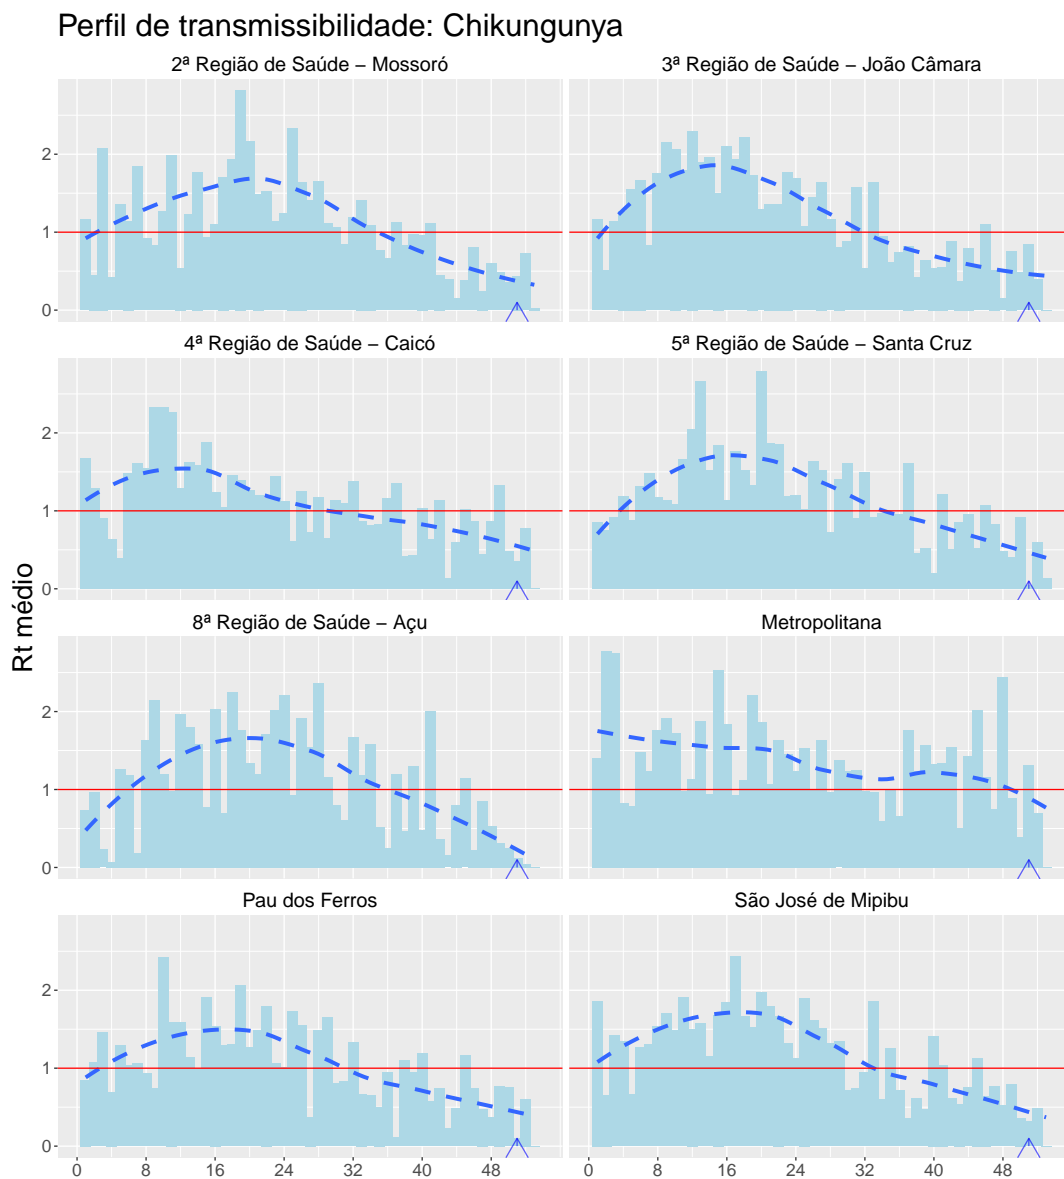 Perfil de transmissibilidade: Chikungunya
2ª Região de Saúde – Mossoró
3ª Região de Saúde – João Câmara
2
1
0
4ª Região de Saúde – Caicó
5ª Região de Saúde – Santa Cruz
2
1
0
Rt médio
8ª Região de Saúde – Açu
Metropolitana
2
1
0
Pau dos Ferros
São José de Mipibu
2
1
0
0 8 16 24 32 40 48
0 8 16 24 32 40 48